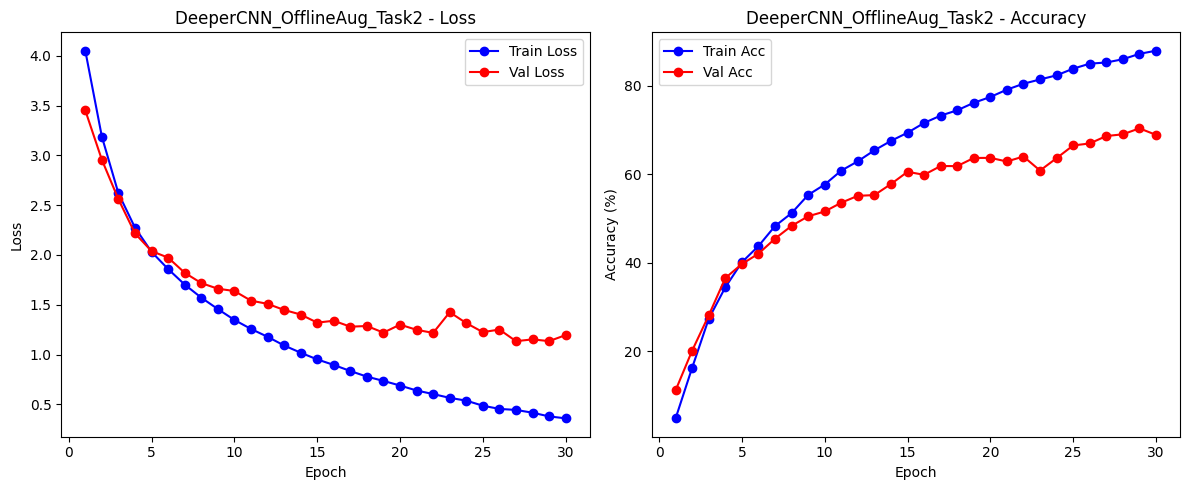 DeeperCNN_OfflineAug_Task2 - Loss
Train Loss
Val Loss
4.0
3.5
3.0
2.5
2.0
1.5
1.0
0.5
Loss
0 5 10 15 20 25 30
Epoch
DeeperCNN_OfflineAug_Task2 - Accuracy
Train Acc
Val Acc
80
60
40
20
Accuracy (%)
0 5 10 15 20 25 30
Epoch